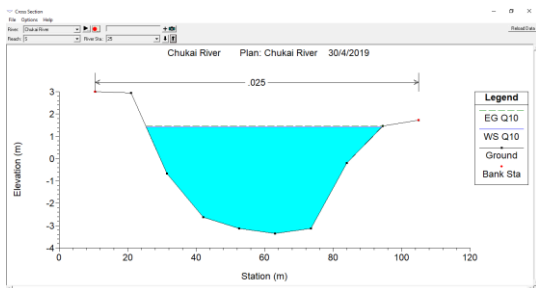 Cross Section
File Options Help
River: Chukai River
Reload Data
Reach: River Sta.: 25
Chukai River Plan: Chukai River 30/4/2019
.025
Legend
EG Q10
WS Q10
Ground
Bank Sta
Elevation (m)
3
2
1
0
-1
-2
-3
-4
0 20 40 60 80 100 120
Station (m)